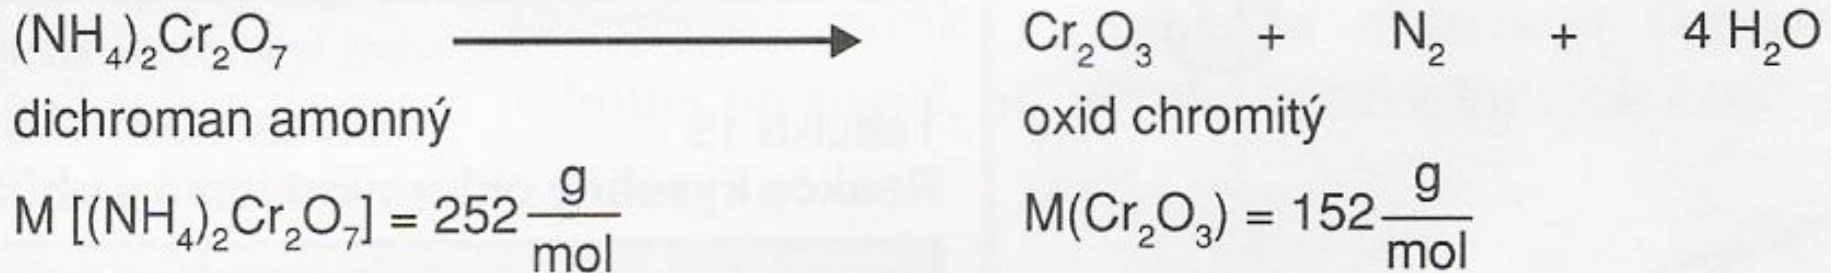 (NH₄)₂Cr₂O₇ ⟶ Cr₂O₃ + N₂ + 4 H₂O
dichroman amonný oxid chromitý
M [(NH₄)₂Cr₂O₇] = 252 g/mol M(Cr₂O₃) = 152 g/mol